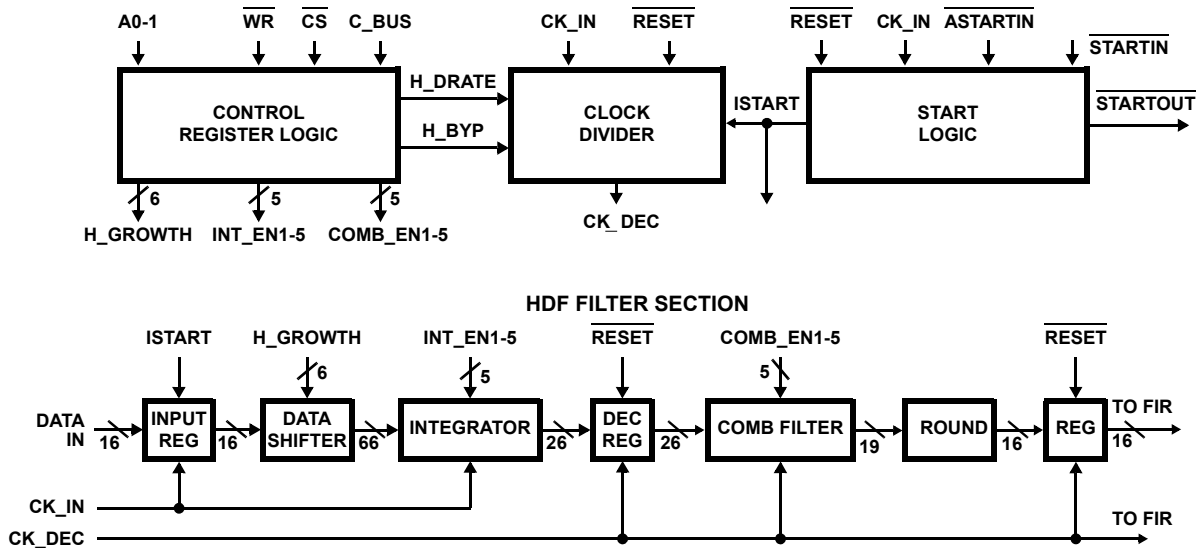 A0-1 WR CS C_BUS CK_IN RESET RESET CK_IN ASTARTIN
STARTIN
H_DRATE
CONTROL
REGISTER LOGIC
H_BYP
CLOCK
DIVIDER
ISTART
START
LOGIC
STARTOUT
6 5 5
H_GROWTH INT_EN1-5 COMB_EN1-5
CK_DEC
HDF FILTER SECTION
ISTART H_GROWTH INT_EN1-5 RESET COMB_EN1-5 RESET
6 5 5
DATA
IN
16
INPUT
REG
16
DATA
SHIFTER
66
INTEGRATOR
26
DEC
REG
26
COMB FILTER
19
ROUND
16
REG
TO FIR
16
CK_IN
CK_DEC
TO FIR